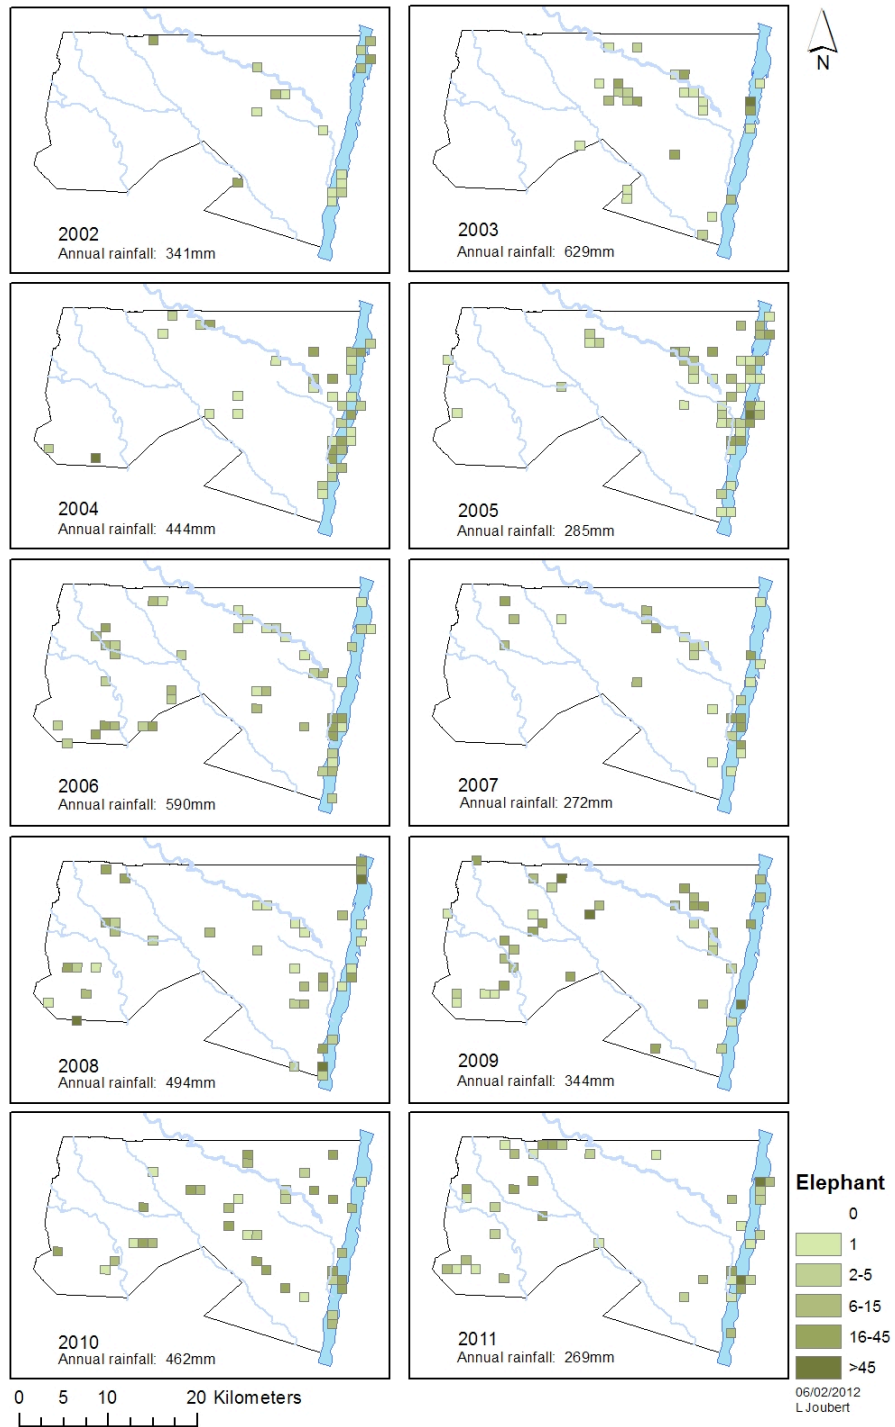 N
2002
Annual rainfall: 341mm
2003
Annual rainfall: 629mm
2004
Annual rainfall: 444mm
2005
Annual rainfall: 285mm
2006
Annual rainfall: 590mm
2007
Annual rainfall: 272mm
2008
Annual rainfall: 494mm
2009
Annual rainfall: 344mm
2010
Annual rainfall: 462mm
2011
Annual rainfall: 269mm
Elephant
0
1
2-5
6-15
16-45
>45
06/02/2012
L Joubert
0 5 10 20 Kilometers